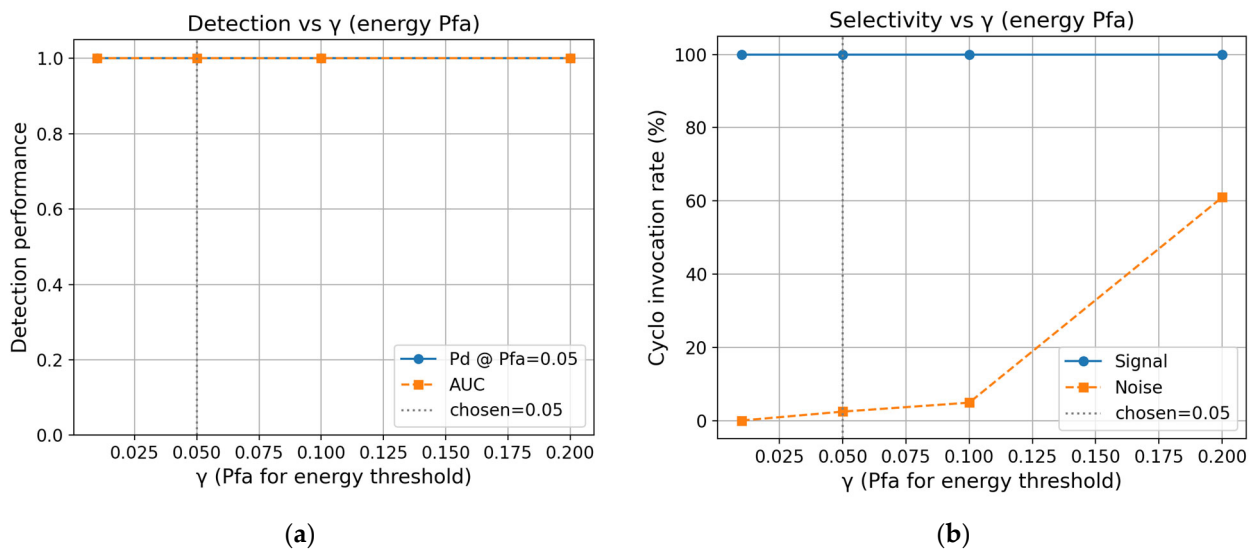 Detection vs γ (energy Pfa)
Detection performance
1.0
0.8
0.6
0.4
0.2
0.0
0.025 0.050 0.075 0.100 0.125 0.150 0.175 0.200
γ (Pfa for energy threshold)
Pd @ Pfa=0.05
AUC
chosen=0.05
(a)
Selectivity vs γ (energy Pfa)
Cyclo invocation rate (%)
100
80
60
40
20
0
0.025 0.050 0.075 0.100 0.125 0.150 0.175 0.200
γ (Pfa for energy threshold)
Signal
Noise
chosen=0.05
(b)